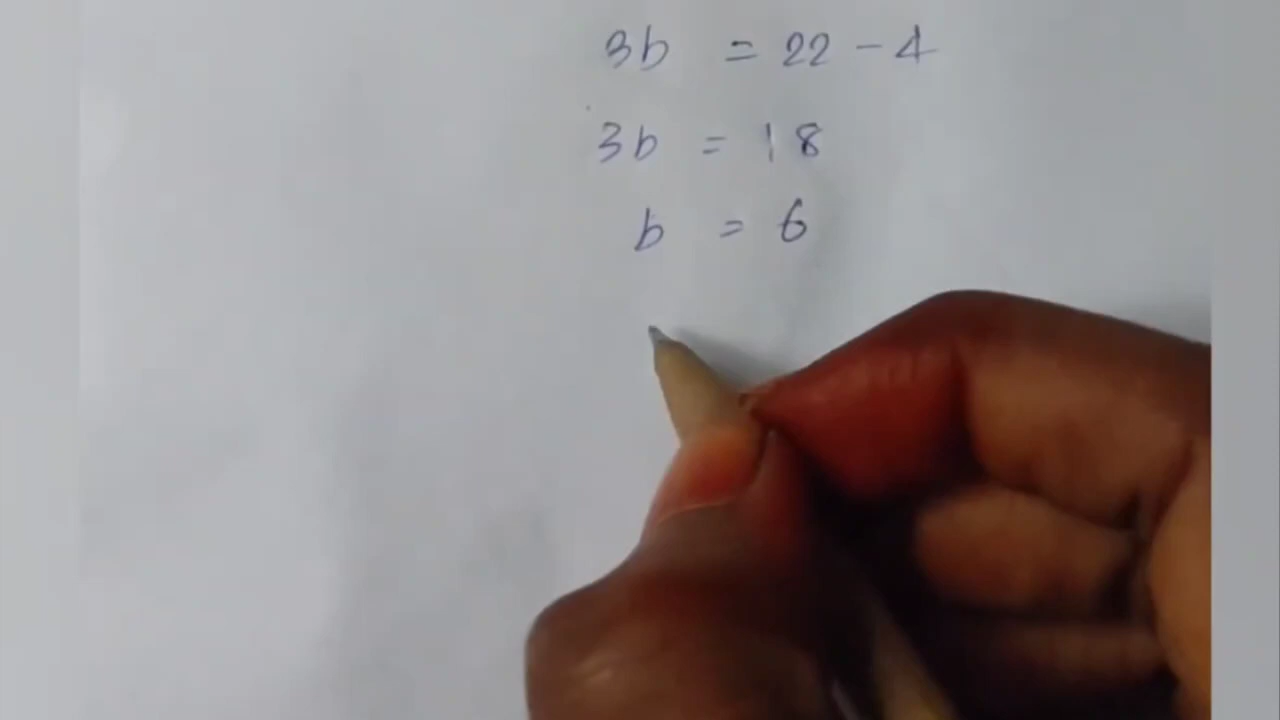 3b = 22 - 4
3b = 18
b = 6